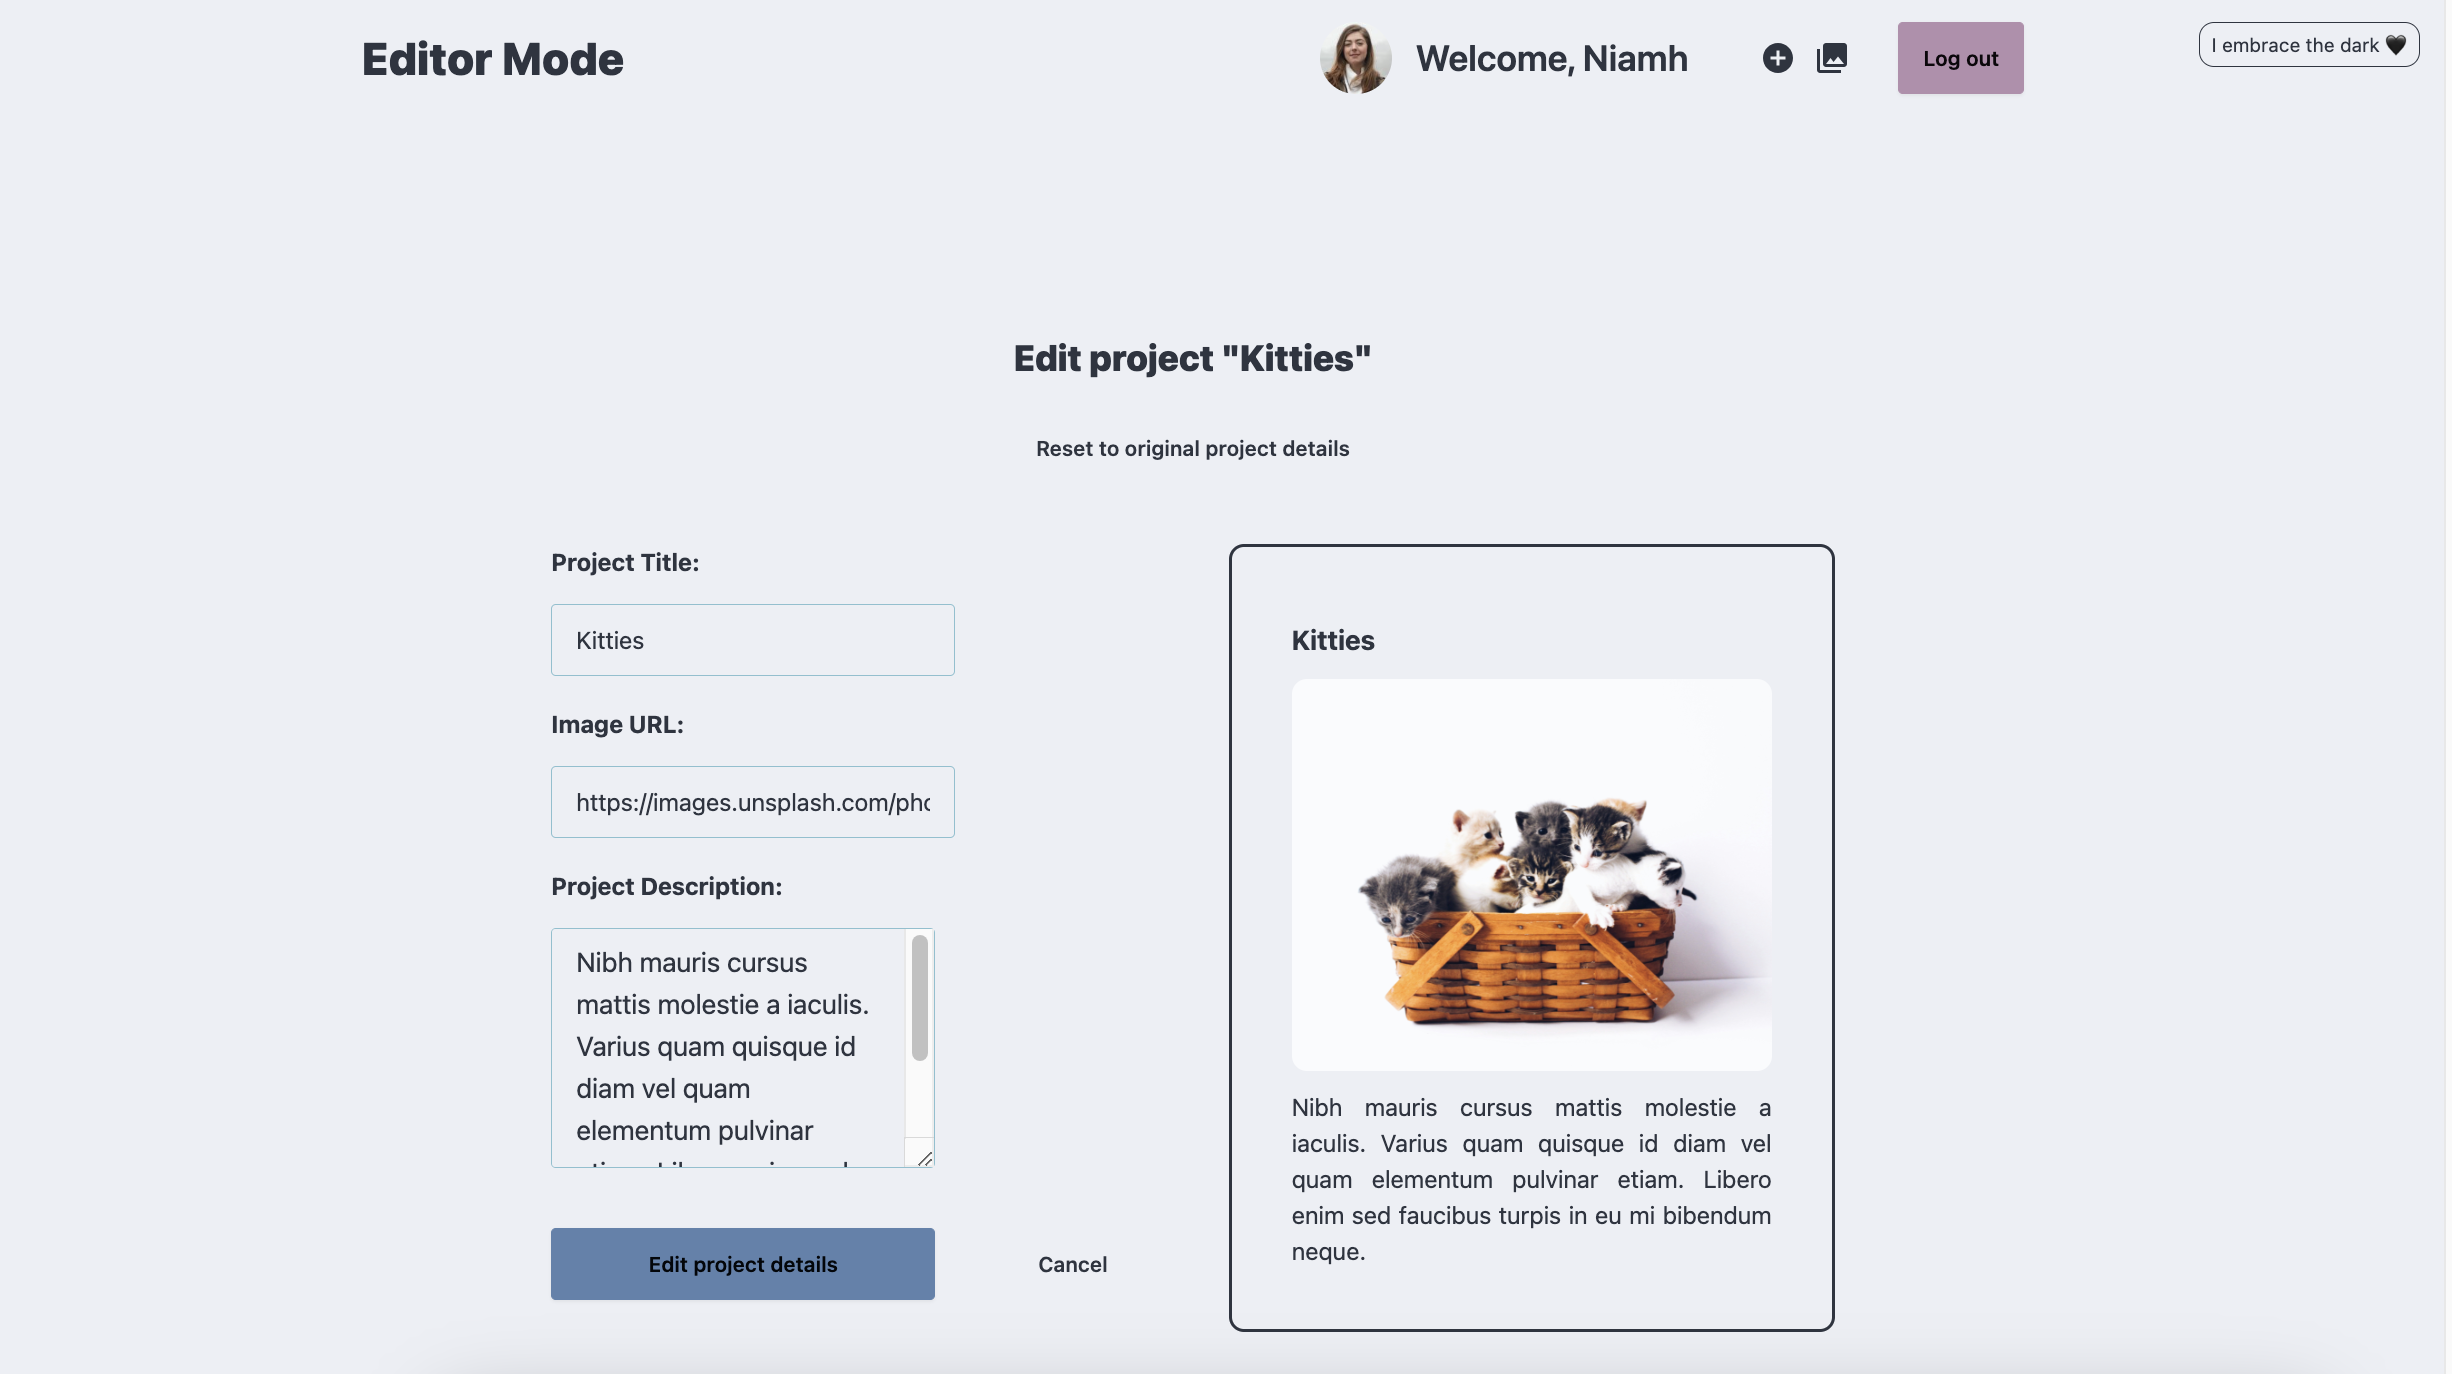 Editor Mode
Welcome, Niamh
Log out
I embrace the dark 🖤
Edit project "Kitties"
Reset to original project details
Project Title:
Kitties
Image URL:
https://images.unsplash.com/pho
Project Description:
Nibh mauris cursus
mattis molestie a iaculis.
Varius quam quisque id
diam vel quam
elementum pulvinar
Edit project details
Cancel
Kitties
Nibh mauris cursus mattis molestie a
iaculis. Varius quam quisque id diam vel
quam elementum pulvinar etiam. Libero
enim sed faucibus turpis in eu mi bibendum
neque.